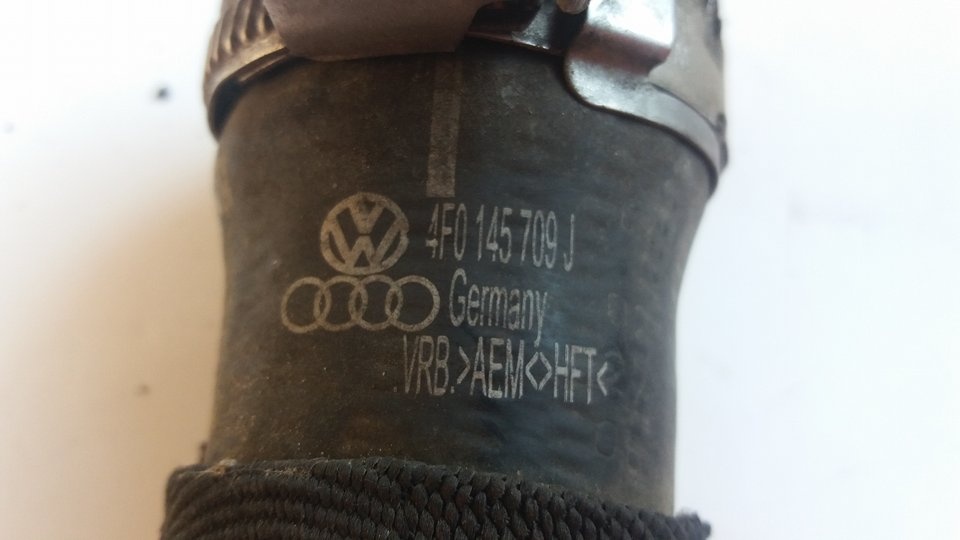 4F0 145 709 J
Germany
.VRB.>AEM<>HFT<